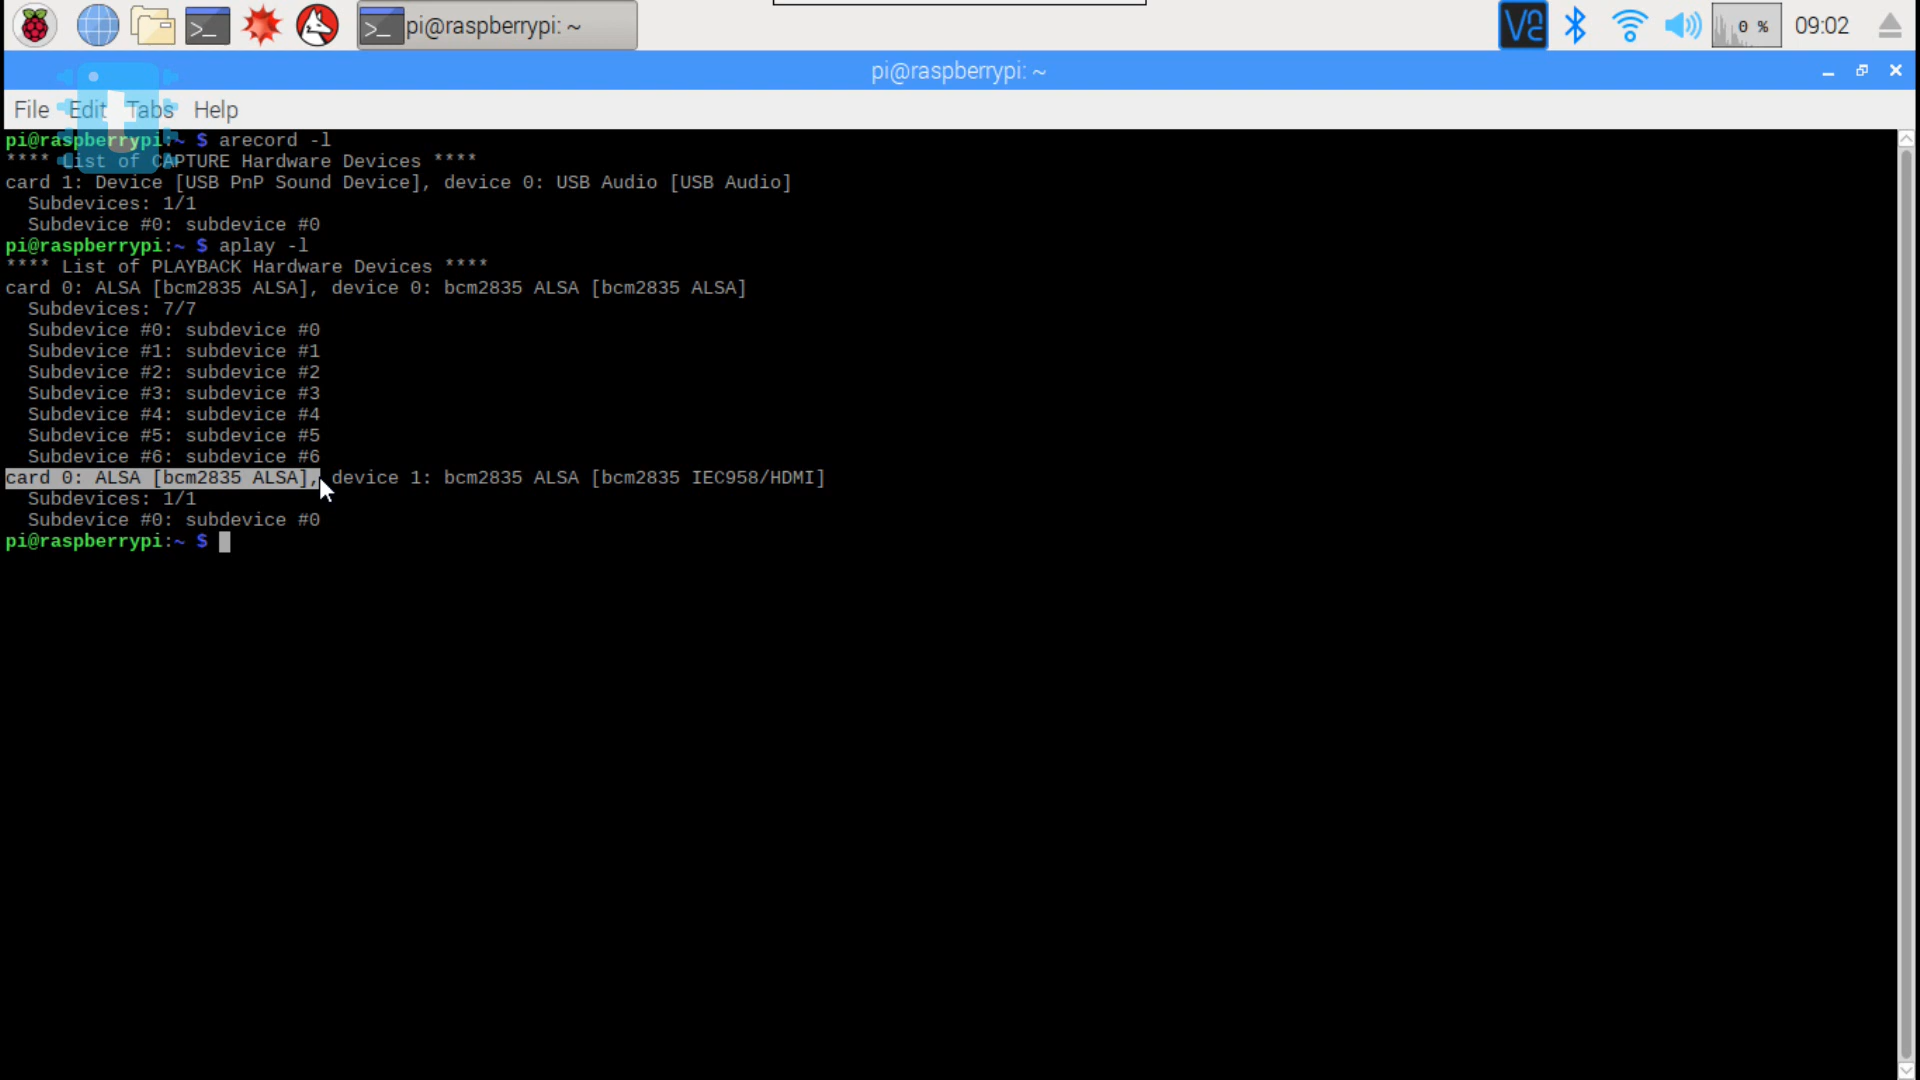 pi@raspberrypi: ~
VNC
0 %
09:02
pi@raspberrypi: ~
File Edit Tabs Help
pi@raspberrypi:~ $ arecord -l
**** List of CAPTURE Hardware Devices ****
card 1: Device [USB PnP Sound Device], device 0: USB Audio [USB Audio]
  Subdevices: 1/1
  Subdevice #0: subdevice #0
pi@raspberrypi:~ $ aplay -l
**** List of PLAYBACK Hardware Devices ****
card 0: ALSA [bcm2835 ALSA], device 0: bcm2835 ALSA [bcm2835 ALSA]
  Subdevices: 7/7
  Subdevice #0: subdevice #0
  Subdevice #1: subdevice #1
  Subdevice #2: subdevice #2
  Subdevice #3: subdevice #3
  Subdevice #4: subdevice #4
  Subdevice #5: subdevice #5
  Subdevice #6: subdevice #6
card 0: ALSA [bcm2835 ALSA], device 1: bcm2835 ALSA [bcm2835 IEC958/HDMI]
  Subdevices: 1/1
  Subdevice #0: subdevice #0
pi@raspberrypi:~ $